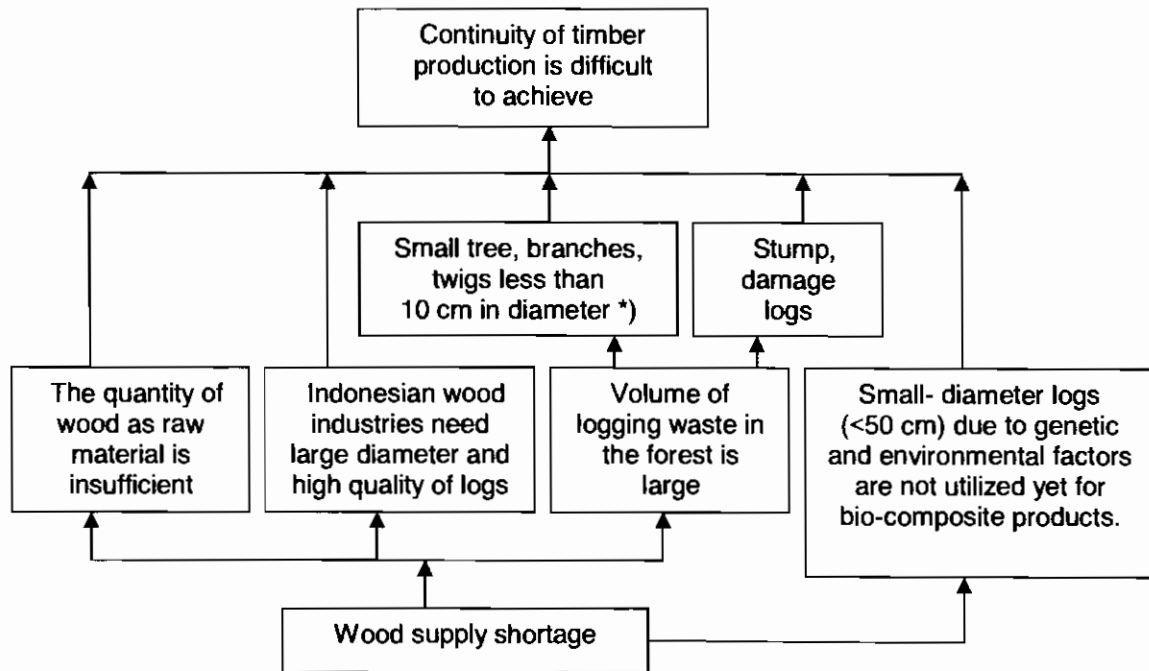 Continuity of timber
production is difficult
to achieve
Small tree, branches,
twigs less than
10 cm in diameter *)
Stump,
damage
logs
The quantity of
wood as raw
material is
insufficient
Indonesian wood
industries need
large diameter and
high quality of logs
Volume of
logging waste in
the forest is
large
Small- diameter logs
(<50 cm) due to genetic
and environmental factors
are not utilized yet for
bio-composite products.
Wood supply shortage